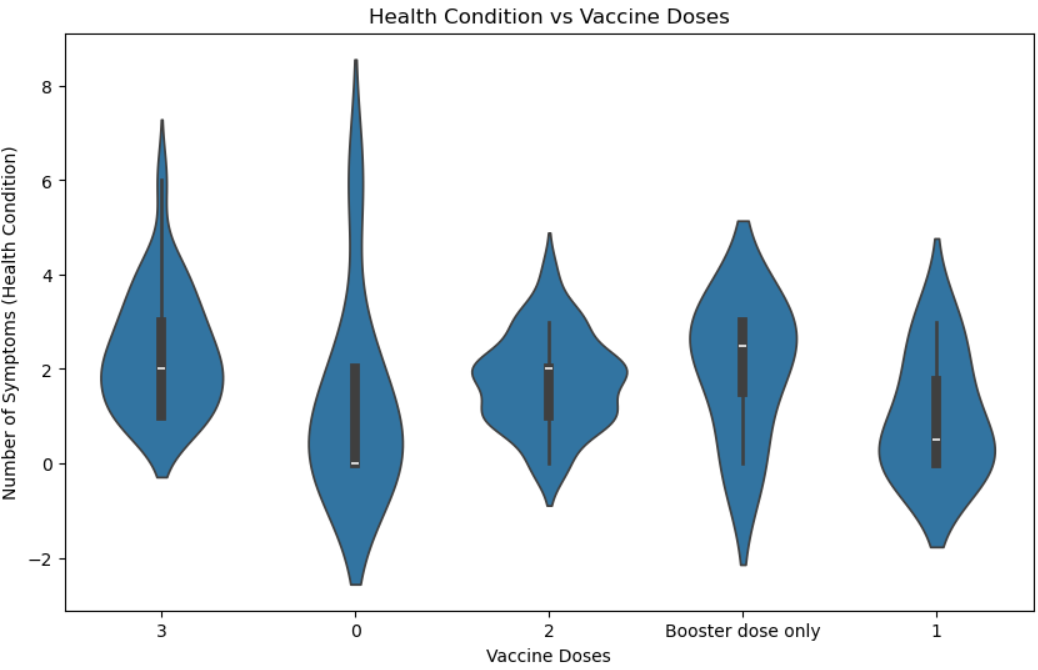 Health Condition vs Vaccine Doses
Number of Symptoms (Health Condition)
8
6
4
2
0
−2
3
0
2
Booster dose only
1
Vaccine Doses